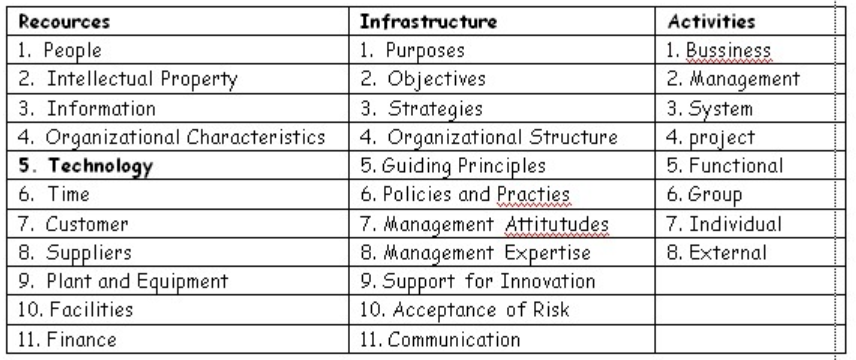 Recources Infrastructure Activities
1. People 1. Purposes 1. Bussiness
2. Intellectual Property 2. Objectives 2. Management
3. Information 3. Strategies 3. System
4. Organizational Characteristics 4. Organizational Structure 4. project
5. Technology 5. Guiding Principles 5. Functional
6. Time 6. Policies and Practies 6. Group
7. Customer 7. Management Attitutudes 7. Individual
8. Suppliers 8. Management Expertise 8. External
9. Plant and Equipment 9. Support for Innovation
10. Facilities 10. Acceptance of Risk
11. Finance 11. Communication